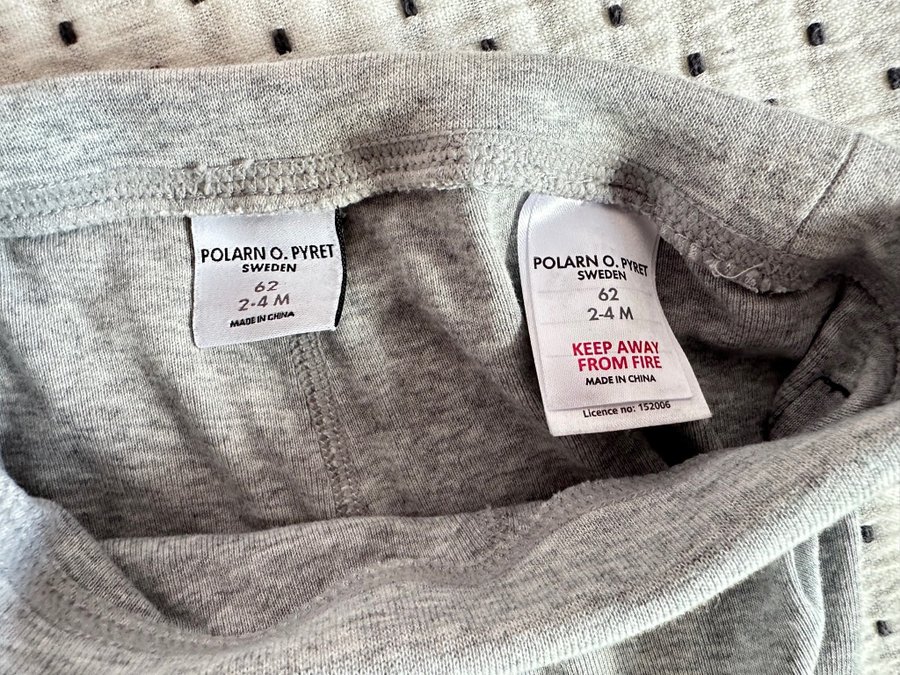 POLARN O. PYRET
SWEDEN
62
2-4 M
MADE IN CHINA
POLARN O. PYRET
SWEDEN
62
2-4 M
KEEP AWAY
FROM FIRE
MADE IN CHINA
Licence no: 152006